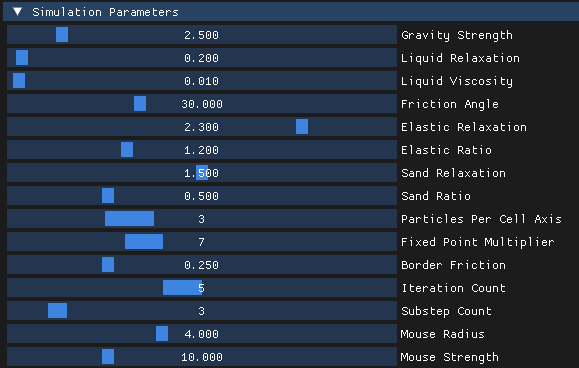 Simulation Parameters
2.500 Gravity Strength
0.200 Liquid Relaxation
0.010 Liquid Viscosity
30.000 Friction Angle
2.300 Elastic Relaxation
1.200 Elastic Ratio
1.500 Sand Relaxation
0.500 Sand Ratio
3 Particles Per Cell Axis
7 Fixed Point Multiplier
0.250 Border Friction
5 Iteration Count
3 Substep Count
4.000 Mouse Radius
10.000 Mouse Strength